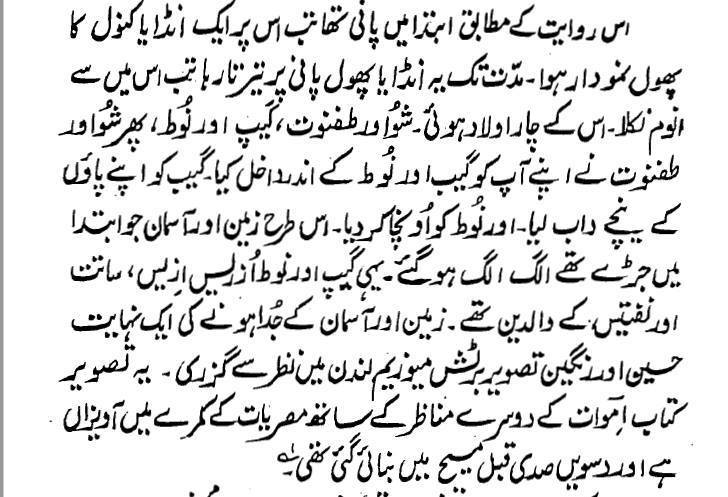 اس روایت کے مطابق ابتدا میں پانی تھا تب اس پر ایک انڈا یا کنول کا
پھول نمودار ہوا۔ مدّت تک یہ انڈا یا پھول پانی پر تیرتا رہا تب اس میں سے
اتوم نکلا۔ اس کے چار اولاد ہوئی۔ شوُ اور طفنوت، گیپ اور نُوط، پھر شوُ اور
طفنوت نے اپنے آپ کو گیب اور نُوط کے اندر داخل کیا۔ گیب کو اپنے پاؤں
کے نیچے داب لیا۔ اور نُوط کو اُونچا کر دیا۔ اس طرح زمین اور آسمان جو ابتدا
میں جڑے تھے الگ الگ ہو گئے۔ یہی گیپ اور نوط اُزریس ازیس، ساتت
اور نفتیس کے والدین تھے۔ زمین اور آسمان کے جُدا ہونے کی ایک نہایت
حسین اور رنگین تصویر برٹش میوزیم لندن میں نظر سے گزری۔ یہ تصویر
کتاب اموات کے دوسرے مناظر کے ساتھ مصریات کے کمرے میں آویزاں
ہے اور دسویں صدی قبل مسیح میں بنائی گئی تھی۔